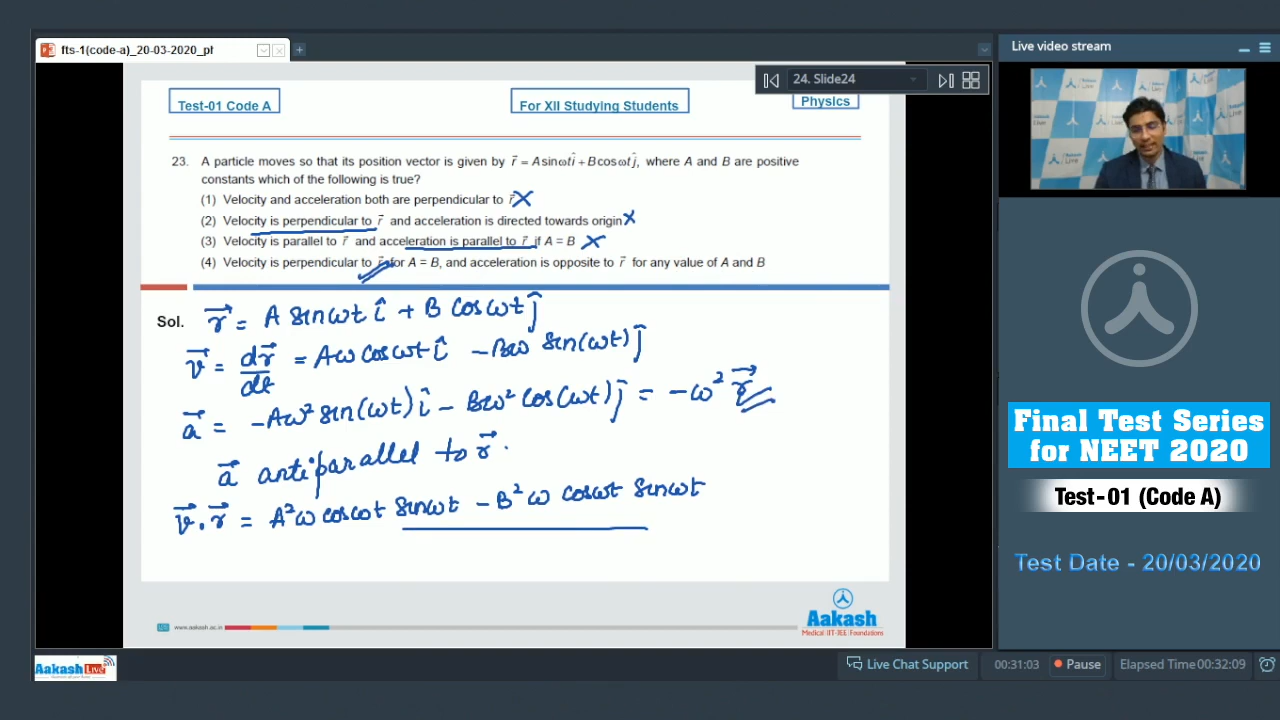 fts-1(code-a)_20-03-2020_pl
24. Slide24
Live video stream
Test-01 Code A
For XII Studying Students
Physics
23. A particle moves so that its position vector is given by r⃗ = A sinωt î + B cosωt ĵ, where A and B are positive
constants which of the following is true?
(1) Velocity and acceleration both are perpendicular to r⃗ ✗
(2) Velocity is perpendicular to r⃗ and acceleration is directed towards origin ✗
(3) Velocity is parallel to r⃗ and acceleration is parallel to r⃗ if A = B ✗
(4) Velocity is perpendicular to r⃗ for A = B, and acceleration is opposite to r⃗ for any value of A and B
Sol. r⃗ = A sinωt î + B cosωt ĵ
v⃗ = dr⃗/dt = Aω cosωt î - Bω sin(ωt) ĵ
a⃗ = -Aω² sin(ωt) î - Bω² cos(ωt) ĵ = -ω² r⃗
a⃗ antiparallel to r⃗.
v⃗.r⃗ = A²ω cosωt sinωt - B²ω cosωt sinωt
www.aakash.ac.in
Aakash
Medical|IIT-JEE|Foundations
Final Test Series
for NEET 2020
Test-01 (Code A)
Test Date - 20/03/2020
Aakash Live
Live Chat Support
00:31:03
Pause
Elapsed Time 00:32:09